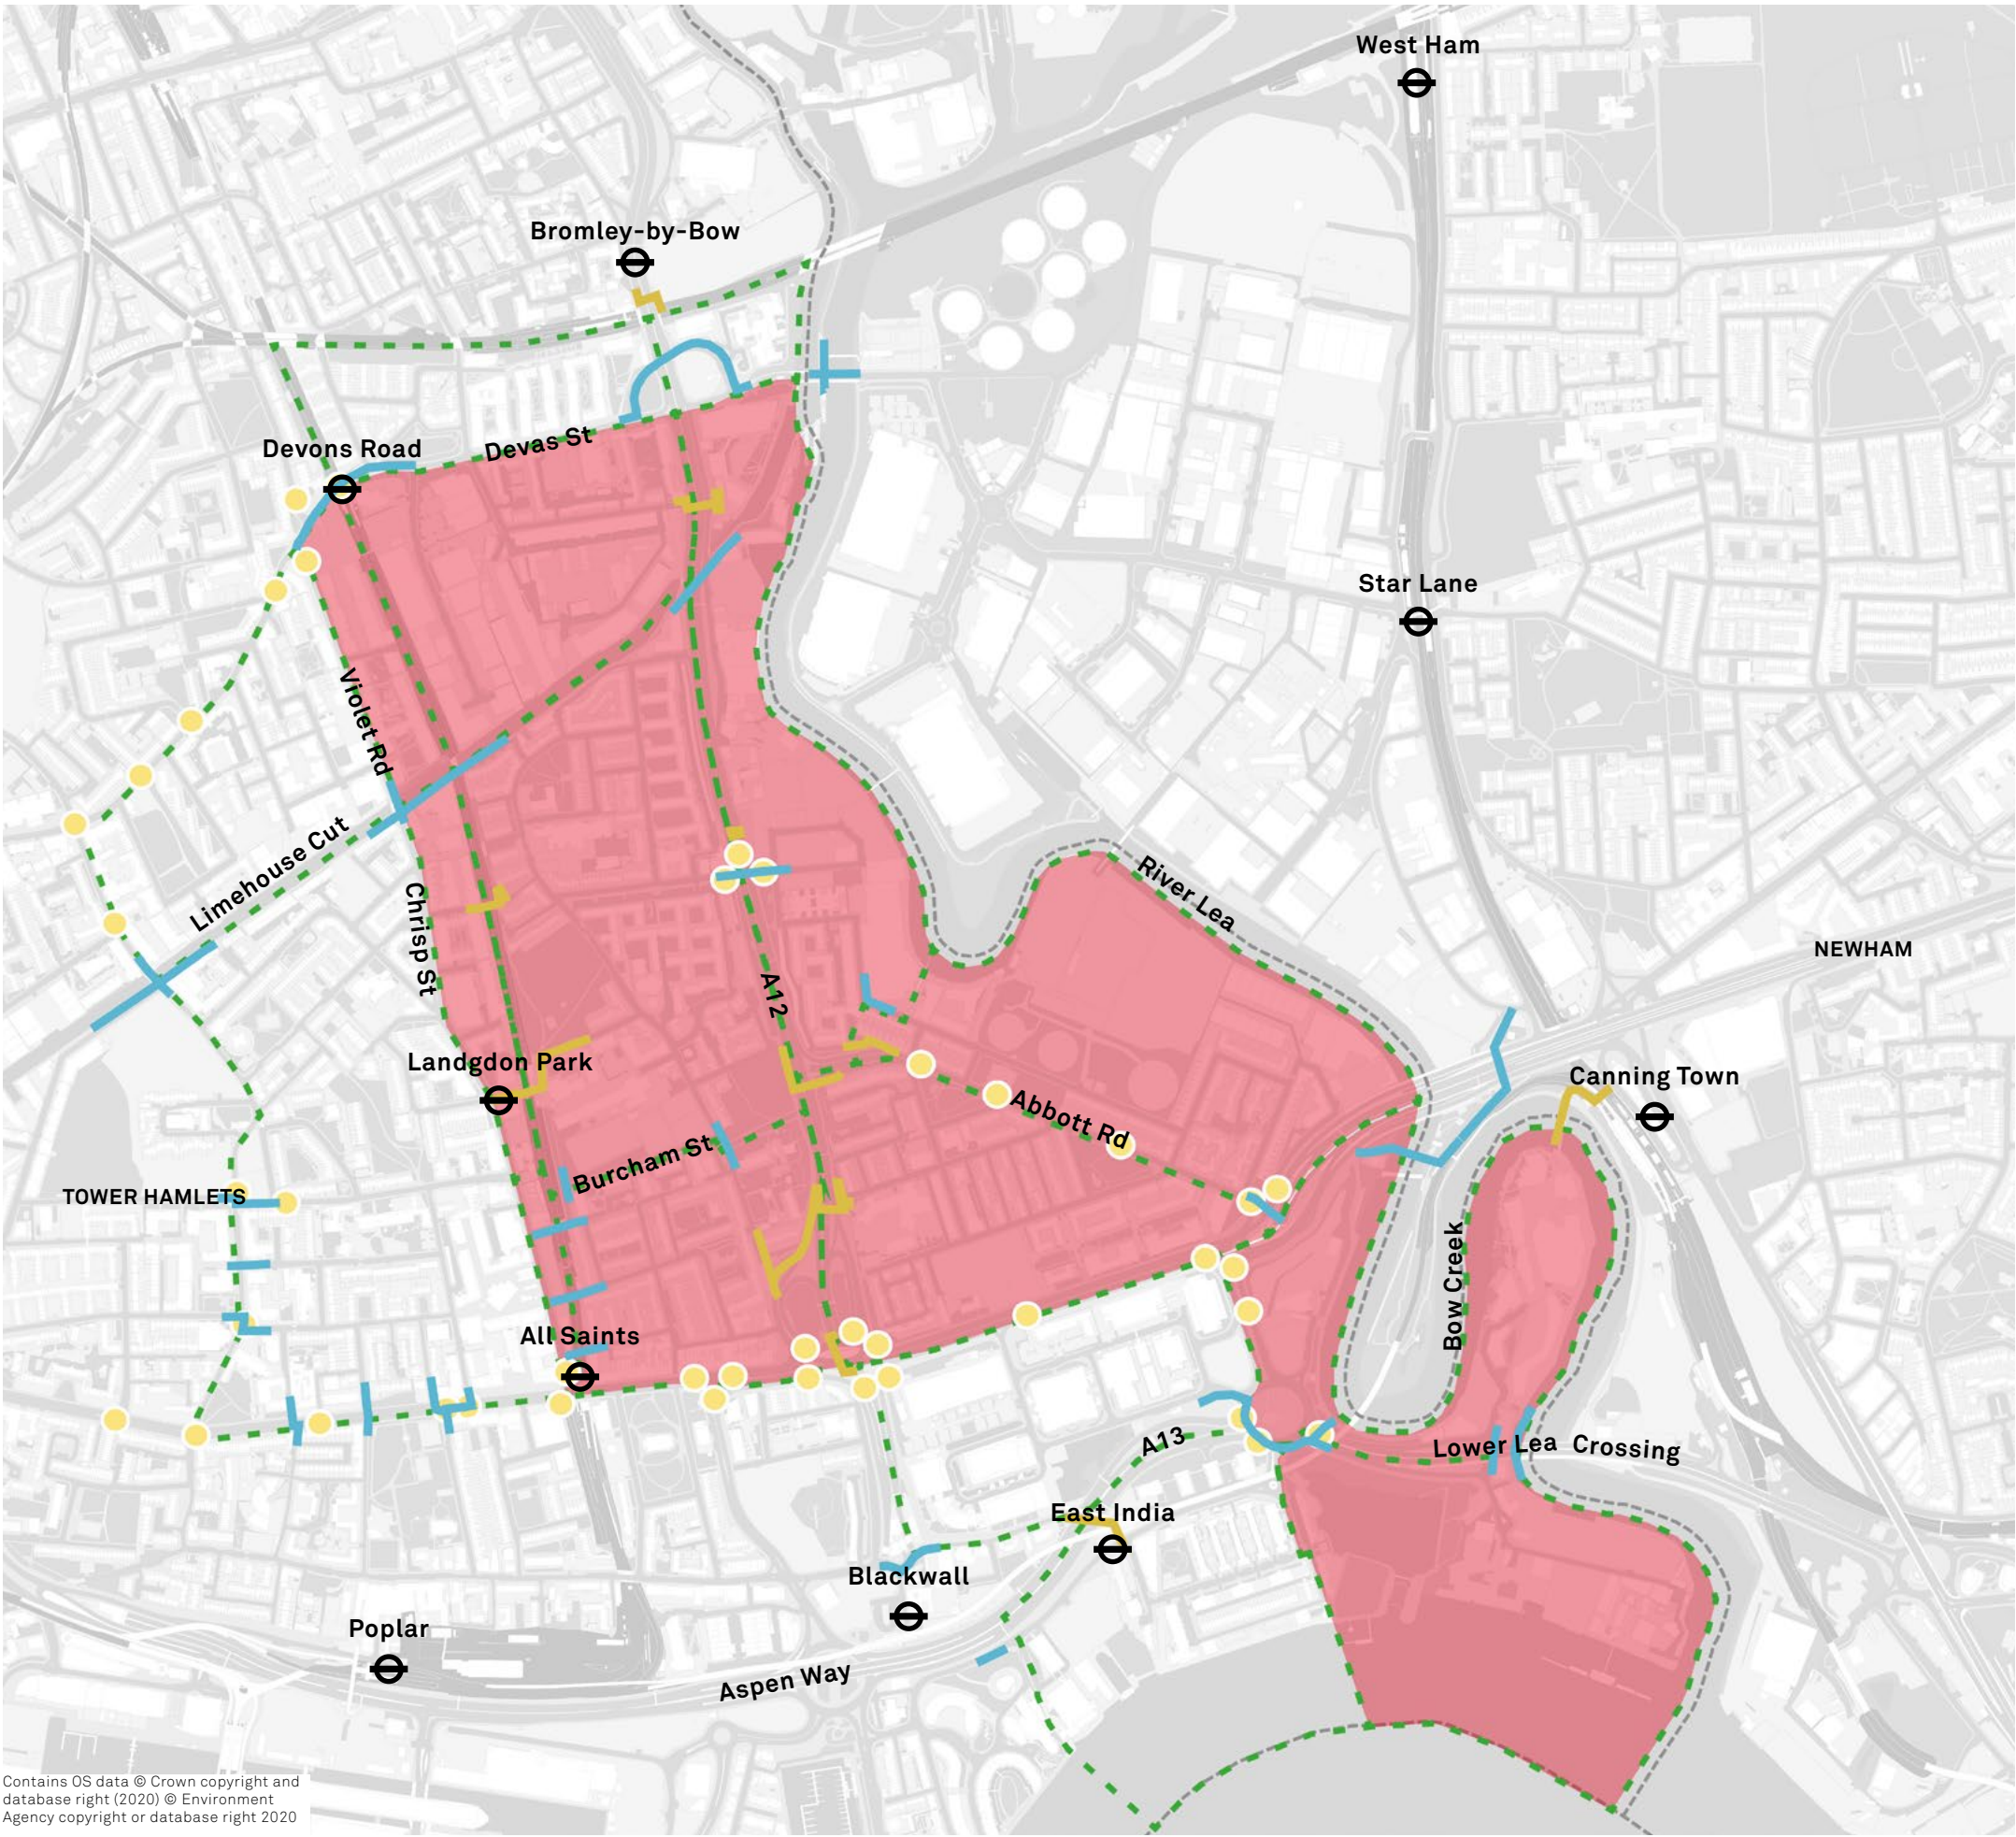 West Ham
Bromley-by-Bow
Devons Road
Devas St
Star Lane
Violet Rd
Limehouse Cut
Chrisp St
River Lea
NEWHAM
A12
Landgdon Park
Canning Town
Abbott Rd
Burcham St
TOWER HAMLETS
Bow Creek
All Saints
A13
Lower Lea Crossing
East India
Blackwall
Poplar
Aspen Way
Contains OS data © Crown copyright and
database right (2020) © Environment
Agency copyright or database right 2020